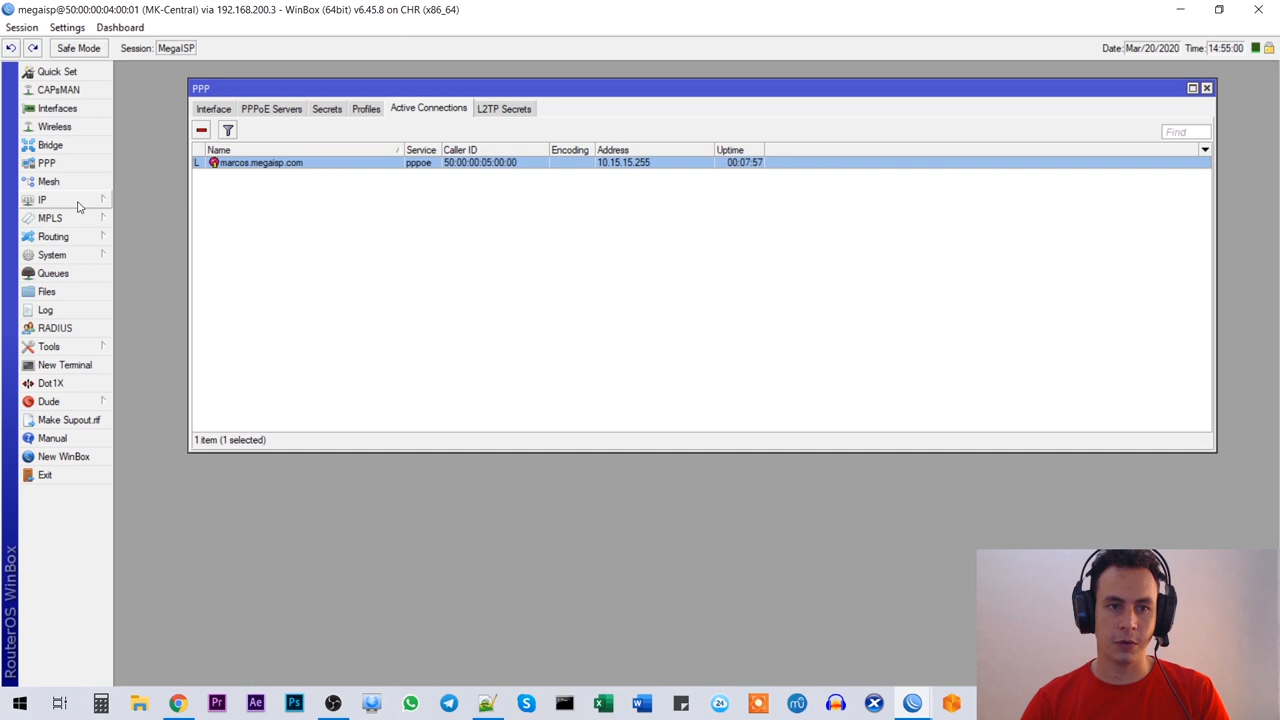 megaisp@50:00:00:04:00:01 (MK-Central) via 192.168.200.3 - WinBox (64bit) v6.45.8 on CHR (x86_64)
Session Settings Dashboard
Safe Mode Session: MegaISP Date: Mar/20/2020 Time: 14:55:00
Quick Set
CAPsMAN
Interfaces
Wireless
Bridge
PPP
Mesh
IP
MPLS
Routing
System
Queues
Files
Log
RADIUS
Tools
New Terminal
Dot1X
Dude
Make Supout.rif
Manual
New WinBox
Exit
RouterOS WinBox
PPP
Interface PPPoE Servers Secrets Profiles Active Connections L2TP Secrets
Find
Name Service Caller ID Encoding Address Uptime
L marcos.megaisp.com pppoe 50:00:00:05:00:00 10.15.15.255 00:07:57
1 item (1 selected)
Pr Ae Ps 24